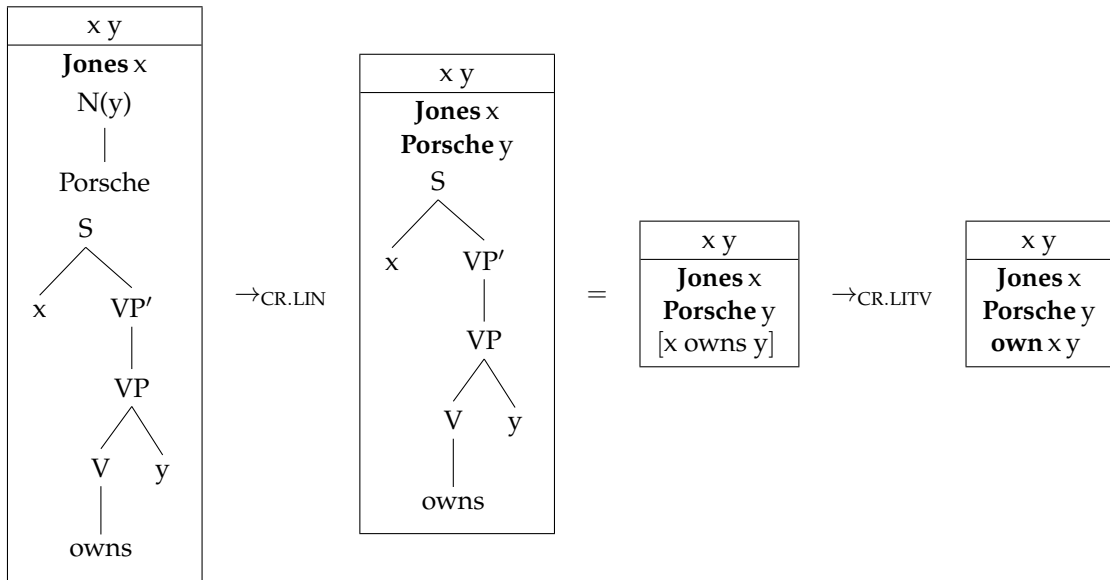 x y
Jones x
N(y)
Porsche
S
x VP′
VP
V y
owns
→CR.LIN
x y
Jones x
Porsche y
S
x VP′
VP
V y
owns
=
x y
Jones x
Porsche y
[x owns y]
→CR.LITV
x y
Jones x
Porsche y
own x y